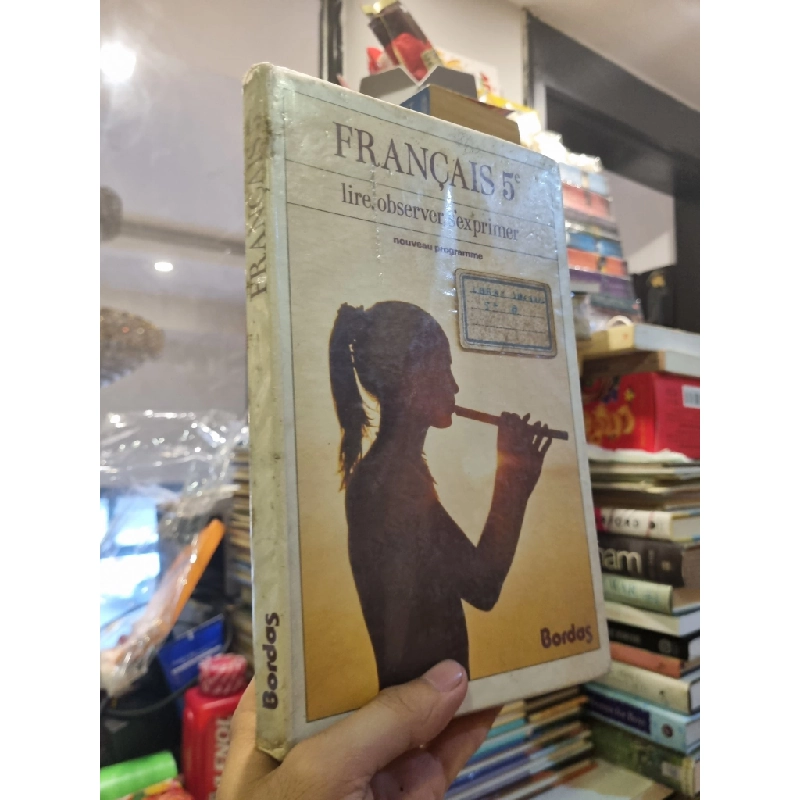 FRANÇAIS 5e
lire, observer, s'exprimer
nouveau programme
Bordas
FRANÇAIS
Bordas